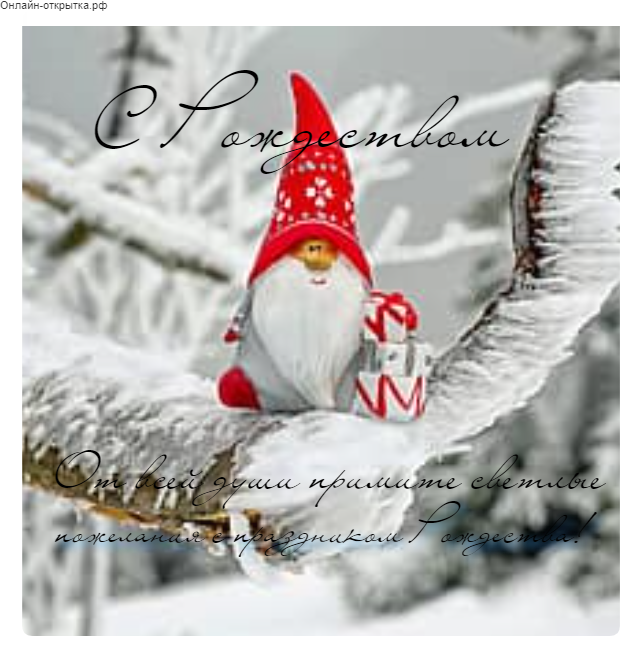 Онлайн-открытка.рф
С Рождеством
От всей души примите светлые
пожелания с праздником Рождества!